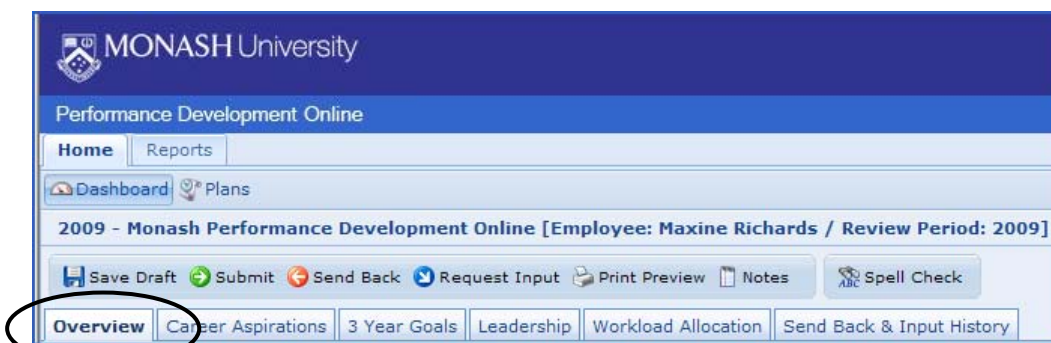 MONASH University
Performance Development Online
Home Reports
Dashboard Plans
2009 - Monash Performance Development Online [Employee: Maxine Richards / Review Period: 2009]
Save Draft Submit Send Back Request Input Print Preview Notes ABC Spell Check
Overview Career Aspirations 3 Year Goals Leadership Workload Allocation Send Back & Input History